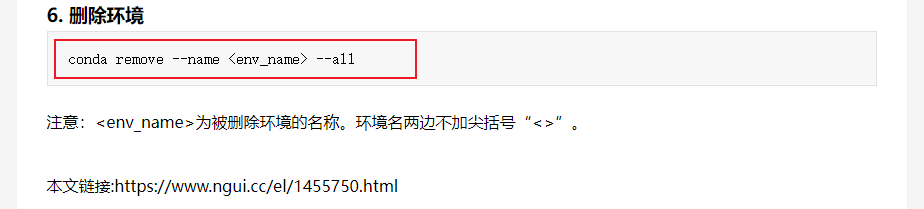 6. 删除环境
conda remove --name <env_name> --all
注意：<env_name>为被删除环境的名称。环境名两边不加尖括号“<>”。
本文链接:https://www.ngui.cc/el/1455750.html